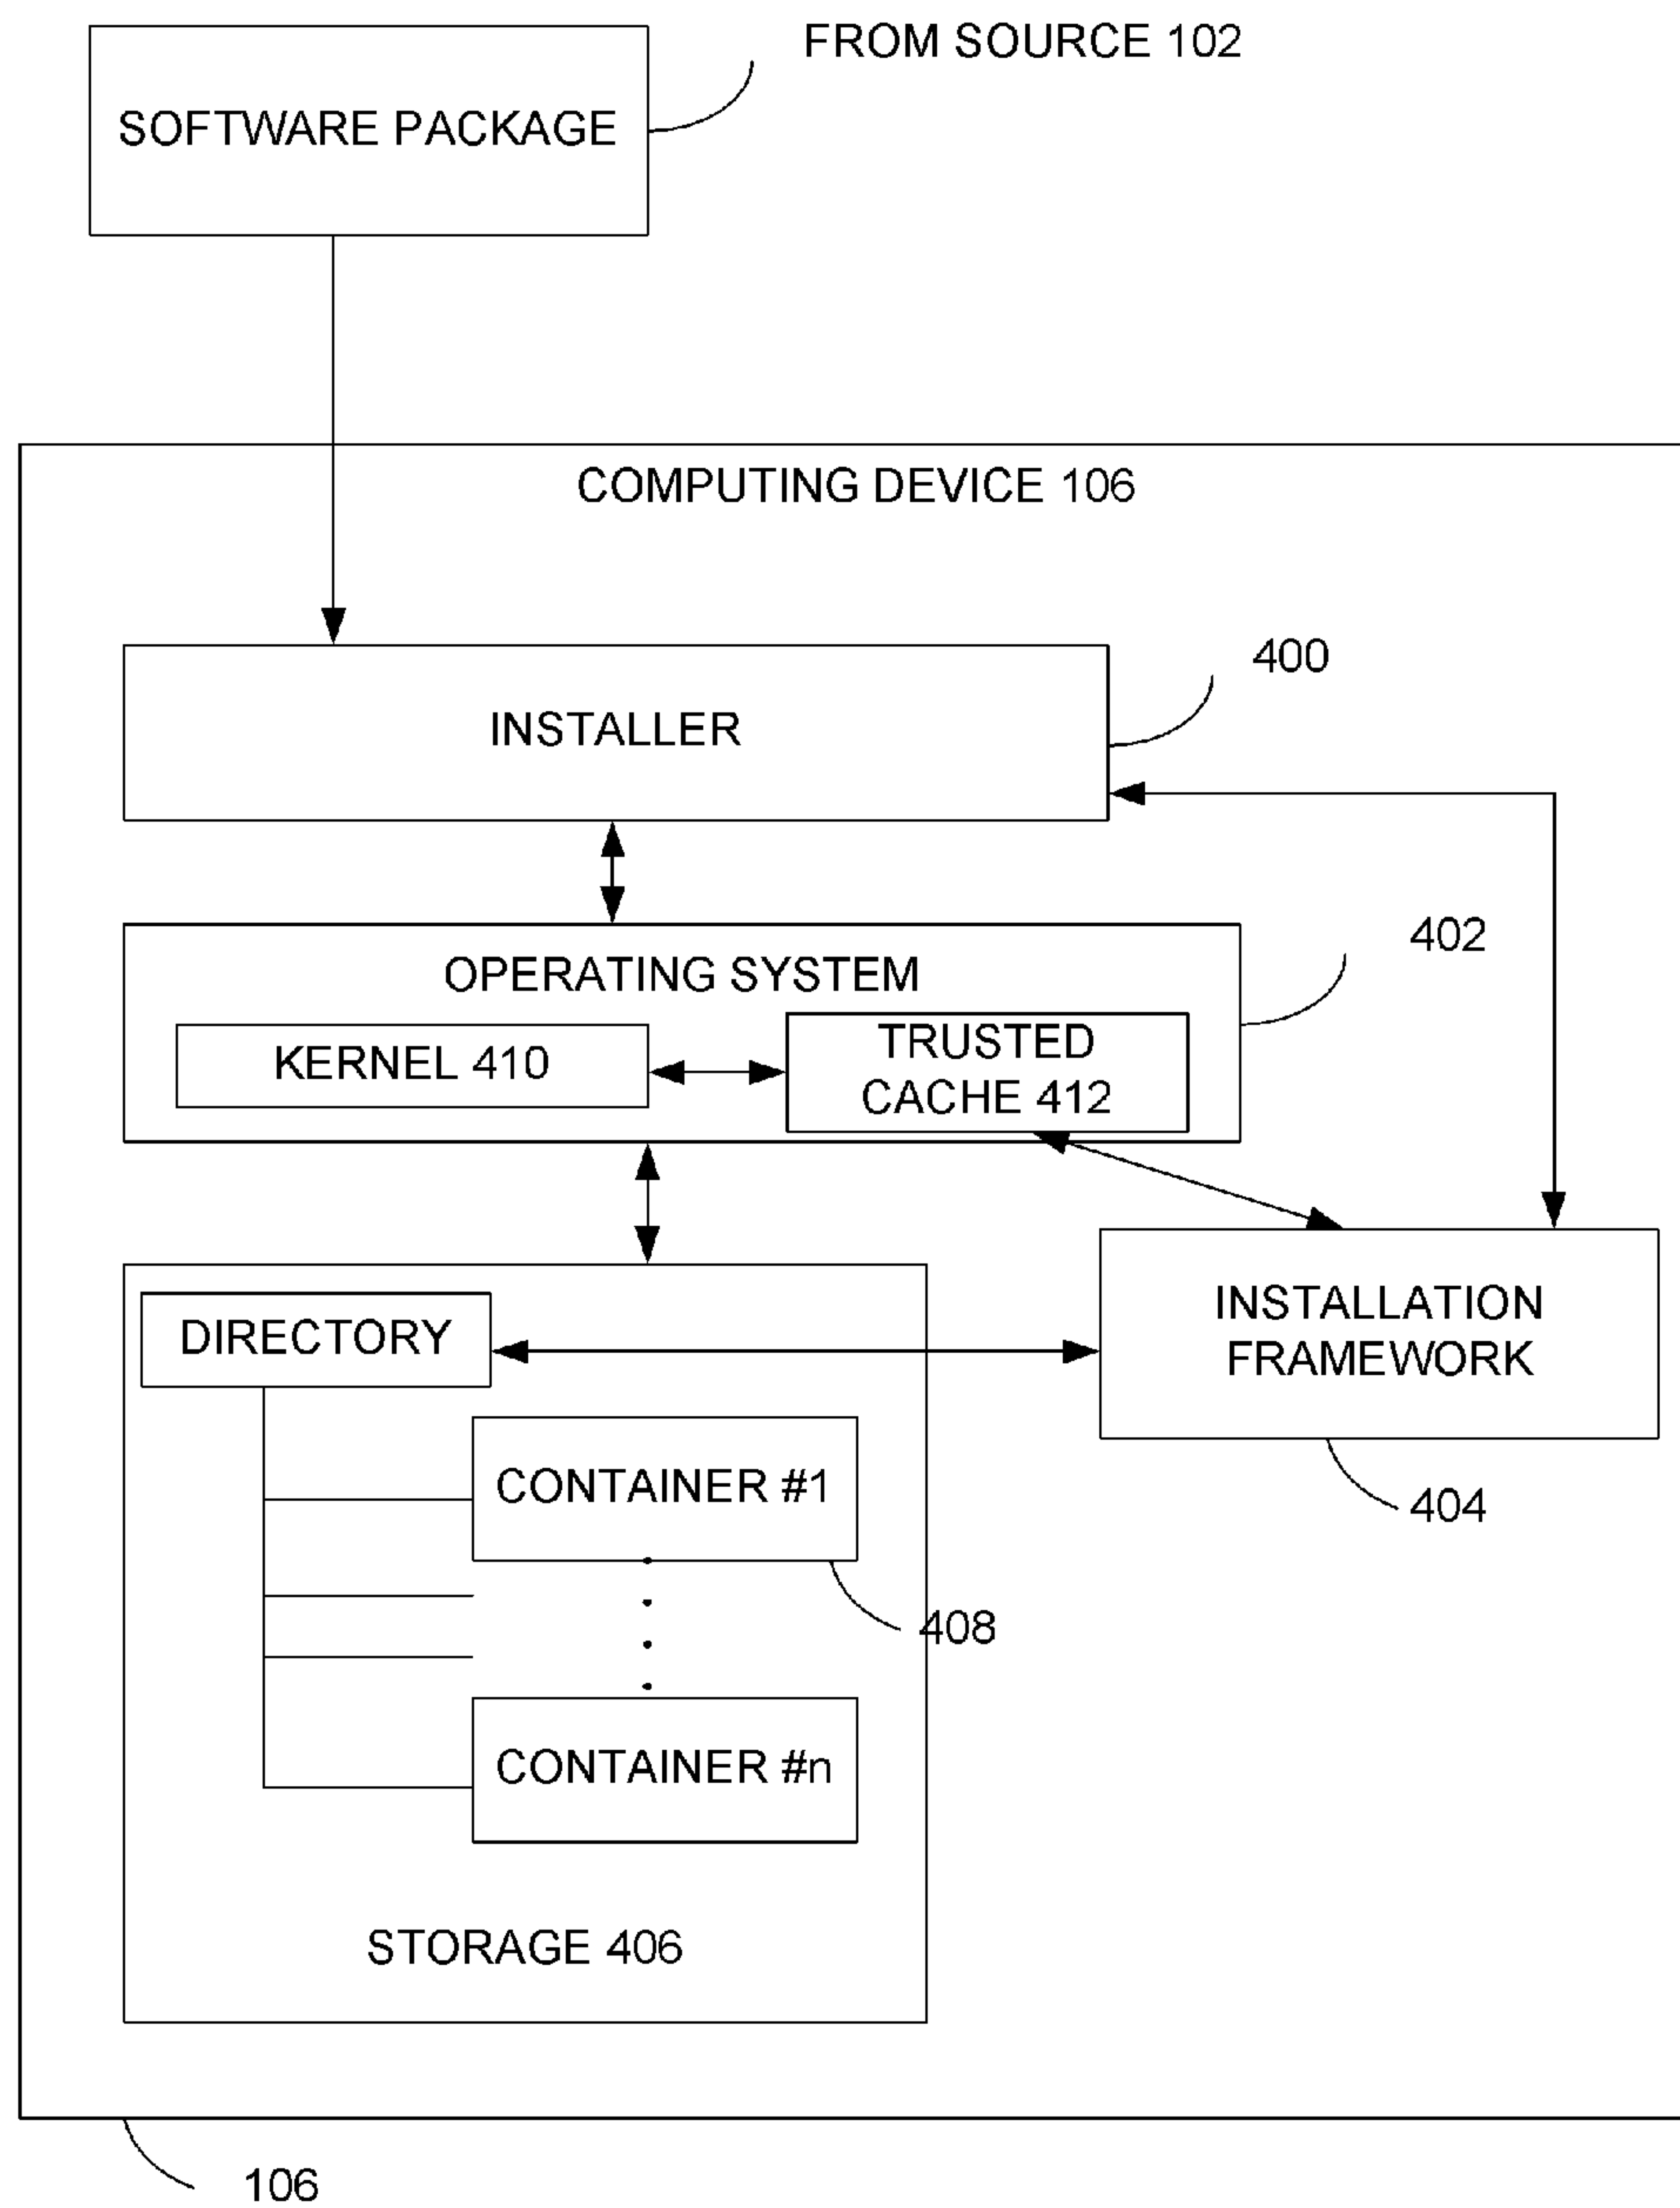 FROM SOURCE 102
SOFTWARE PACKAGE
COMPUTING DEVICE 106
400
INSTALLER
402
OPERATING SYSTEM
KERNEL 410
TRUSTED
CACHE 412
DIRECTORY
INSTALLATION
FRAMEWORK
CONTAINER #1
404
408
CONTAINER #n
STORAGE 406
106